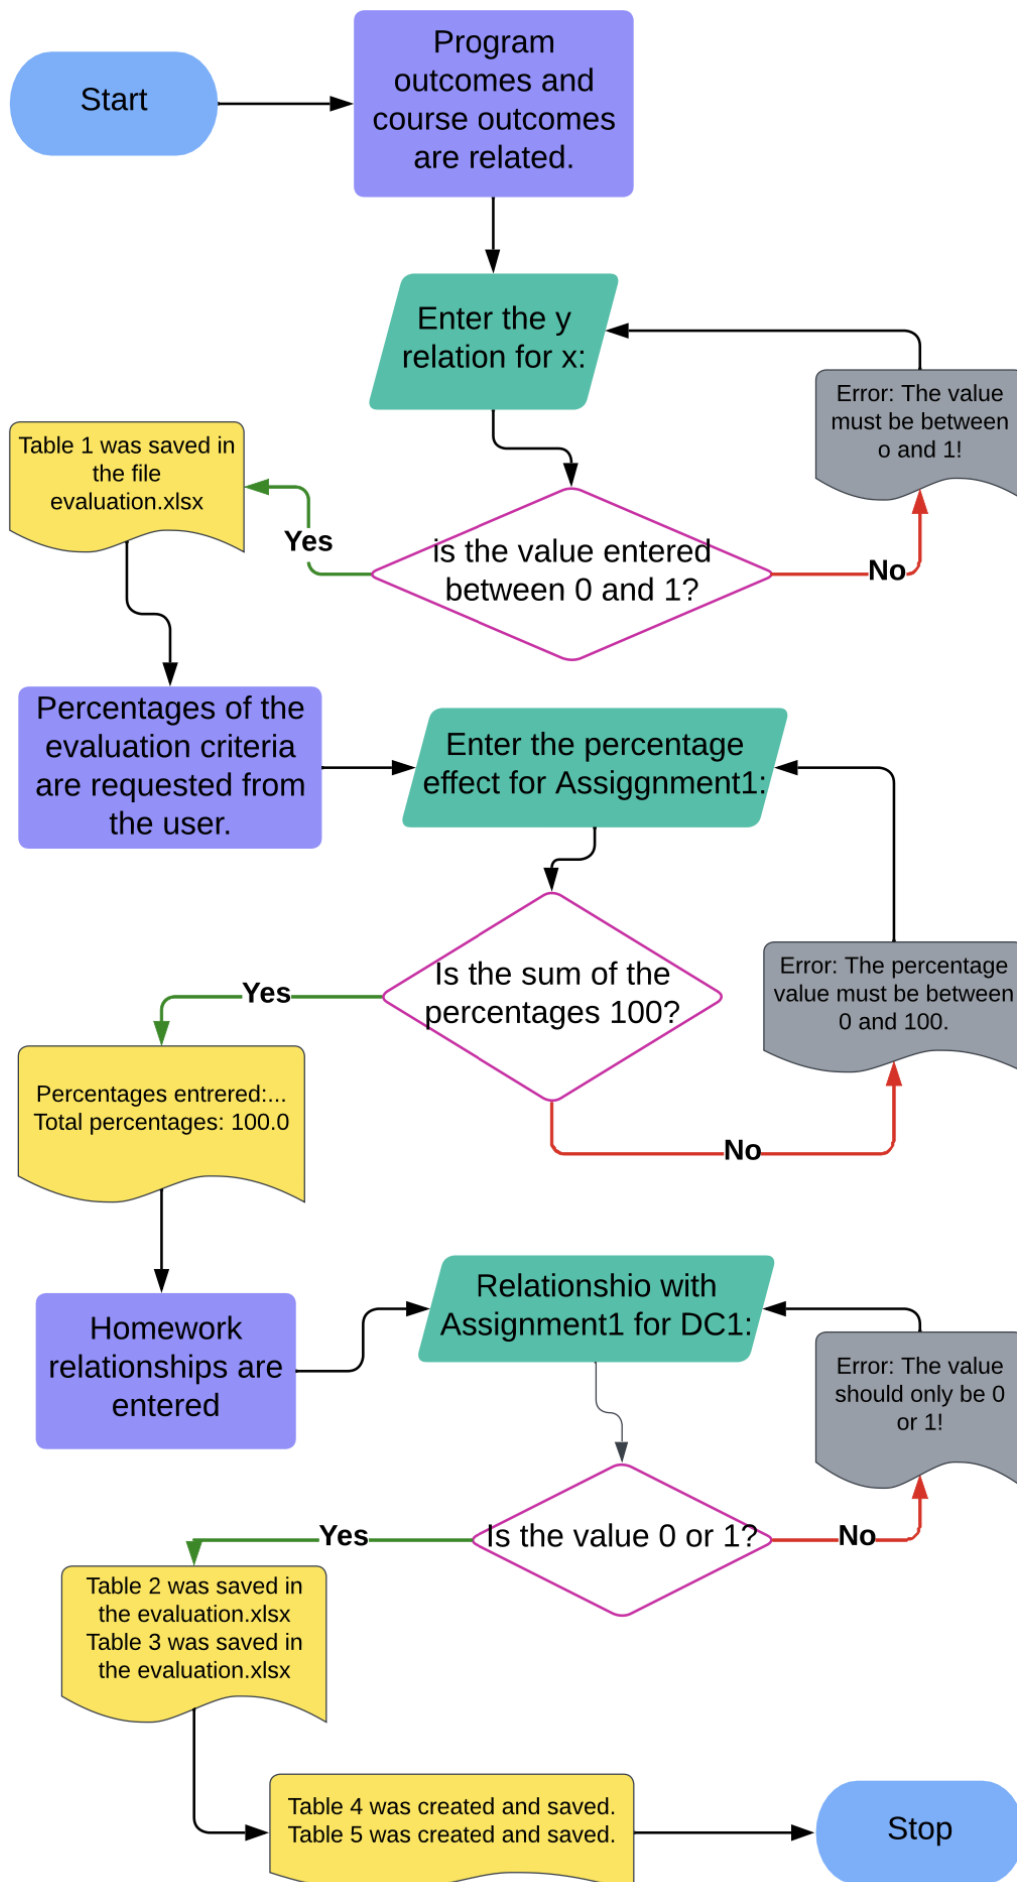 Start
Program
outcomes and
course outcomes
are related.
Enter the y
relation for x:
Error: The value
must be between
o and 1!
Table 1 was saved in
the file
evaluation.xlsx
Yes
is the value entered
between 0 and 1?
No
Percentages of the
evaluation criteria
are requested from
the user.
Enter the percentage
effect for Assiggnment1:
Is the sum of the
percentages 100?
Yes
Error: The percentage
value must be between
0 and 100.
Percentages entrered:...
Total percentages: 100.0
No
Homework
relationships are
entered
Relationshio with
Assignment1 for DC1:
Error: The value
should only be 0
or 1!
Is the value 0 or 1?
Yes
No
Table 2 was saved in
the evaluation.xlsx
Table 3 was saved in
the evaluation.xlsx
Table 4 was created and saved.
Table 5 was created and saved.
Stop